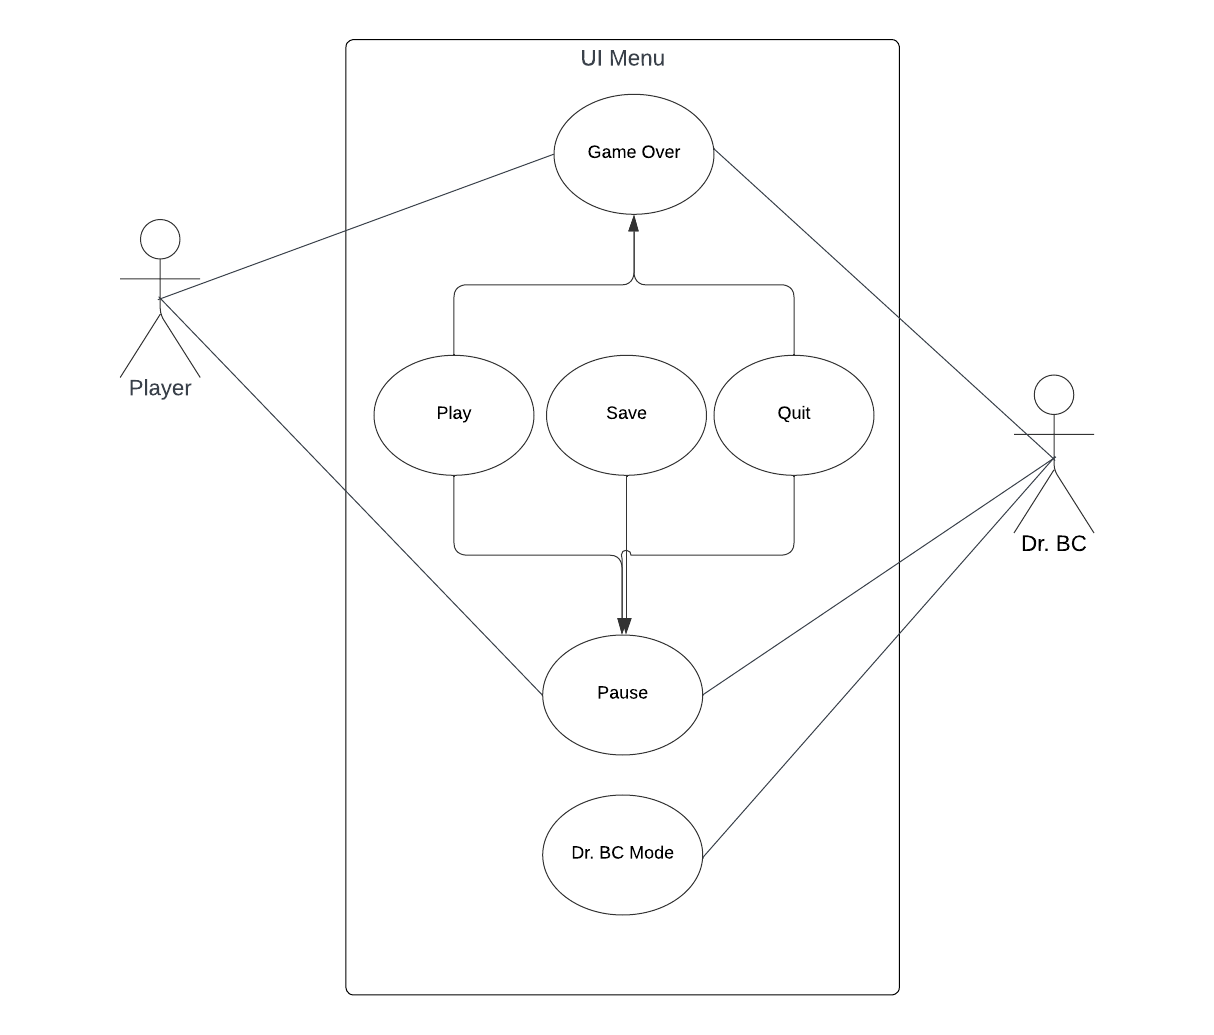 UI Menu
Game Over
Player
Play
Save
Quit
Dr. BC
Pause
Dr. BC Mode